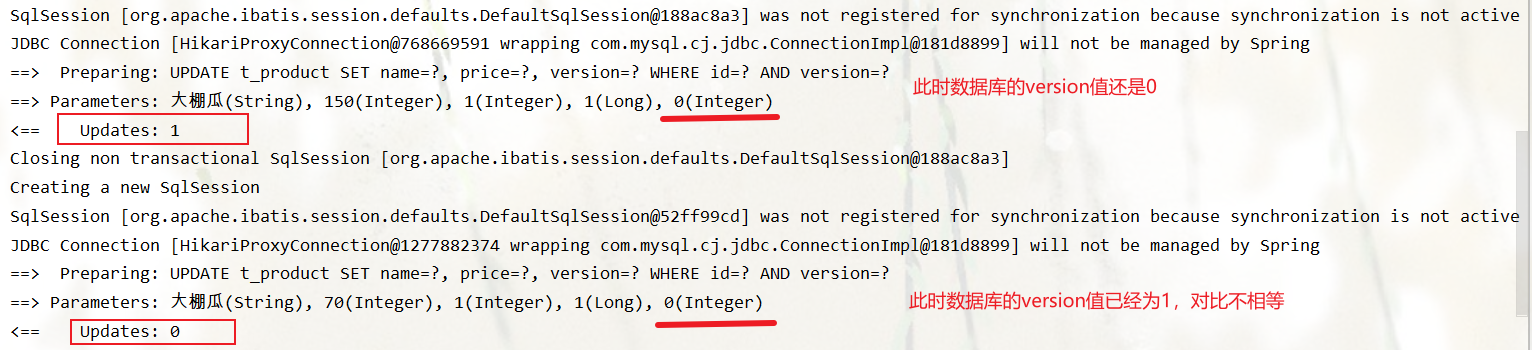 SqlSession [org.apache.ibatis.session.defaults.DefaultSqlSession@188ac8a3] was not registered for synchronization because synchronization is not active
JDBC Connection [HikariProxyConnection@768669591 wrapping com.mysql.cj.jdbc.ConnectionImpl@181d8899] will not be managed by Spring
==>  Preparing: UPDATE t_product SET name=?, price=?, version=? WHERE id=? AND version=?
此时数据库的version值还是0
==> Parameters: 大棚瓜(String), 150(Integer), 1(Integer), 1(Long), 0(Integer)
<==    Updates: 1
Closing non transactional SqlSession [org.apache.ibatis.session.defaults.DefaultSqlSession@188ac8a3]
Creating a new SqlSession
SqlSession [org.apache.ibatis.session.defaults.DefaultSqlSession@52ff99cd] was not registered for synchronization because synchronization is not active
JDBC Connection [HikariProxyConnection@1277882374 wrapping com.mysql.cj.jdbc.ConnectionImpl@181d8899] will not be managed by Spring
==>  Preparing: UPDATE t_product SET name=?, price=?, version=? WHERE id=? AND version=?
==> Parameters: 大棚瓜(String), 70(Integer), 1(Integer), 1(Long), 0(Integer)
此时数据库的version值已经为1，对比不相等
<==    Updates: 0